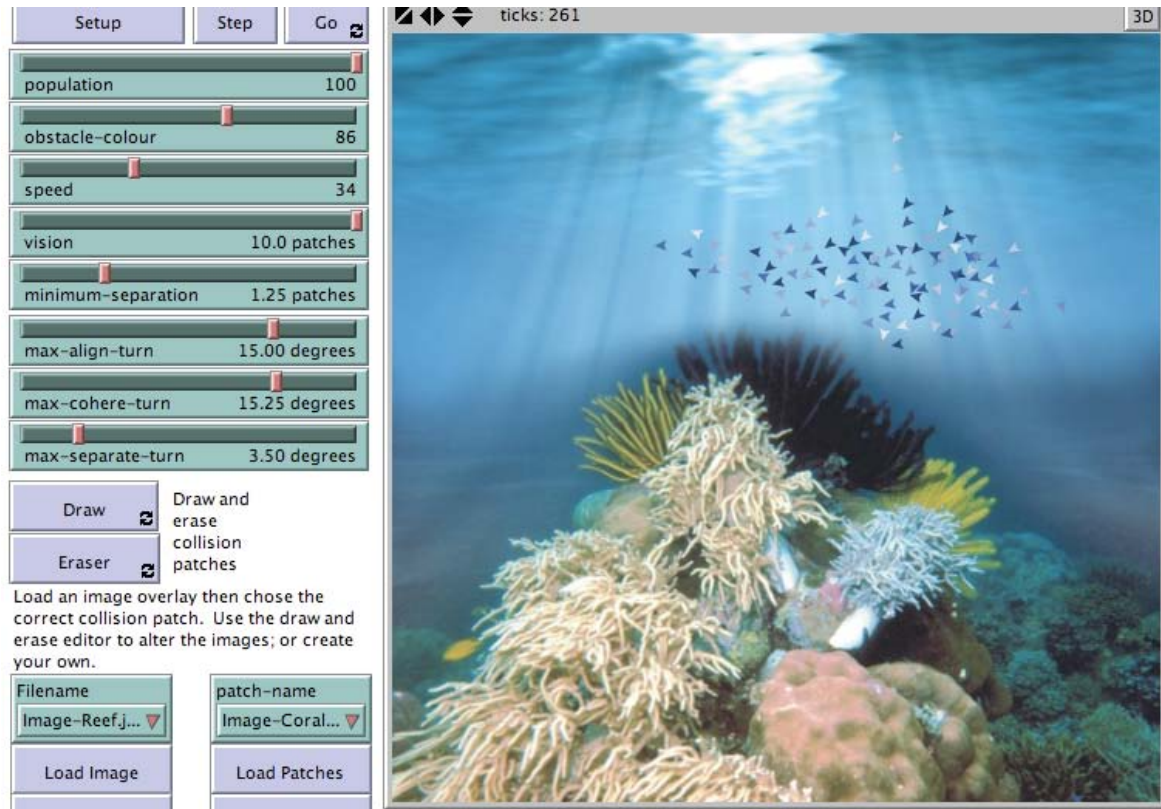 Setup
Step
Go
ticks: 261
3D
population 100
obstacle-colour 86
speed 34
vision 10.0 patches
minimum-separation 1.25 patches
max-align-turn 15.00 degrees
max-cohere-turn 15.25 degrees
max-separate-turn 3.50 degrees
Draw
Eraser
Draw and
erase
collision
patches
Load an image overlay then chose the
correct collision patch. Use the draw and
erase editor to alter the images; or create
your own.
Filename
Image-Reef.j...
patch-name
Image-Coral...
Load Image
Load Patches